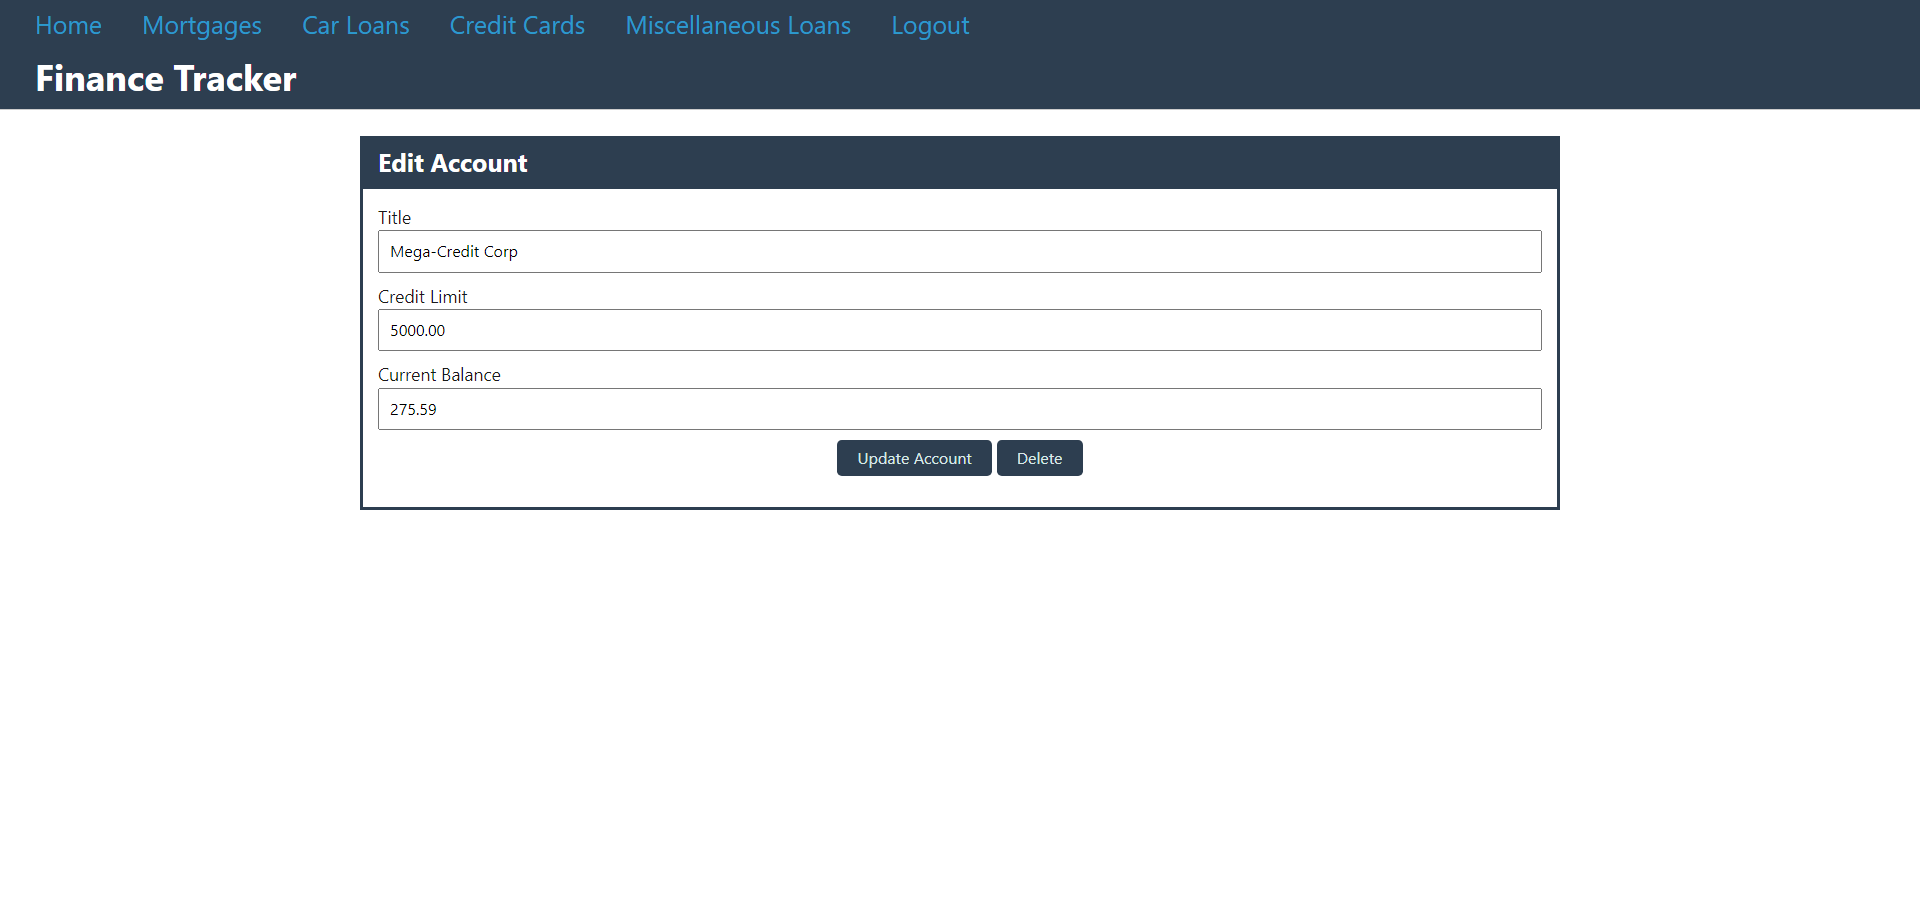 Home Mortgages Car Loans Credit Cards Miscellaneous Loans Logout
Finance Tracker
Edit Account
Title
Mega-Credit Corp
Credit Limit
5000.00
Current Balance
275.59
Update Account Delete